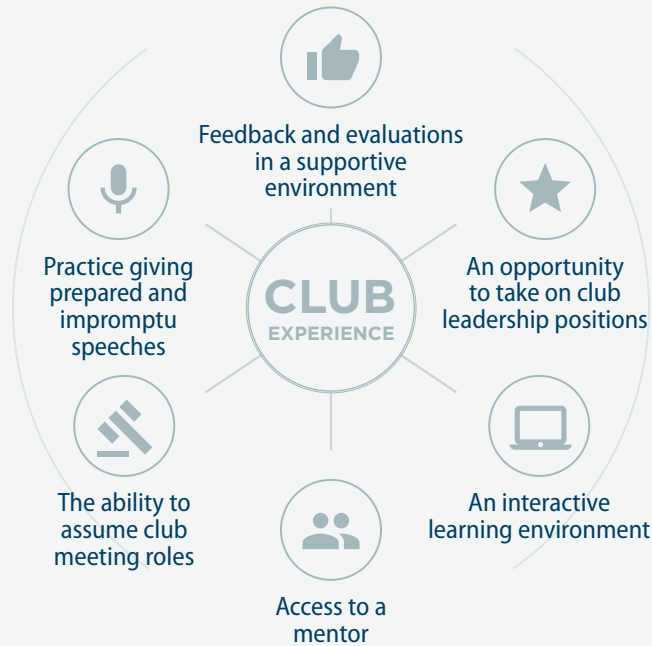 Feedback and evaluations
in a supportive
environment
Practice giving
prepared and
impromptu
speeches
CLUB
EXPERIENCE
An opportunity
to take on club
leadership positions
The ability to
assume club
meeting roles
An interactive
learning environment
Access to a
mentor